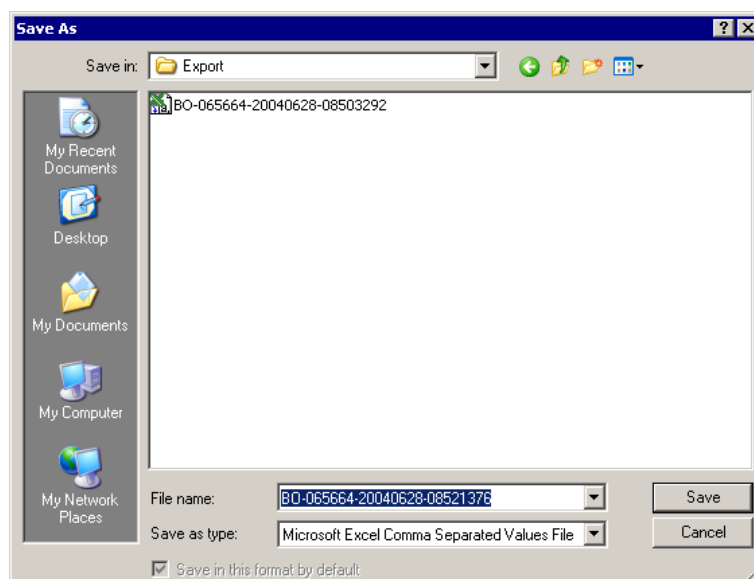 Save As
Save in:
Export
BO-065664-20040628-08503292
My Recent
Documents
Desktop
My Documents
My Computer
My Network
Places
File name:
BO-065664-20040628-08521376
Save
Save as type:
Microsoft Excel Comma Separated Values File
Cancel
Save in this format by default